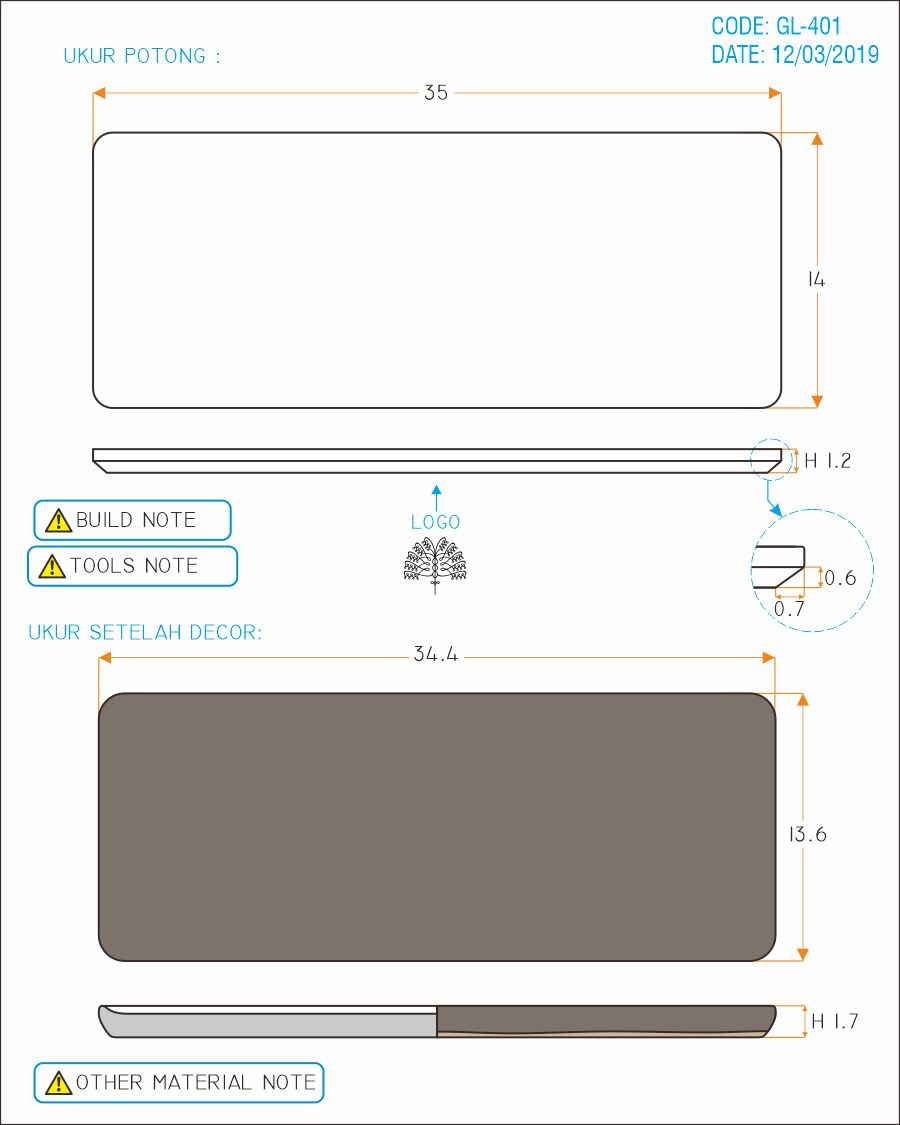 CODE: GL-401
DATE: 12/03/2019
UKUR POTONG :
35
14
H 1.2
LOGO
BUILD NOTE
TOOLS NOTE
0.6
0.7
UKUR SETELAH DECOR:
34.4
13.6
H 1.7
OTHER MATERIAL NOTE